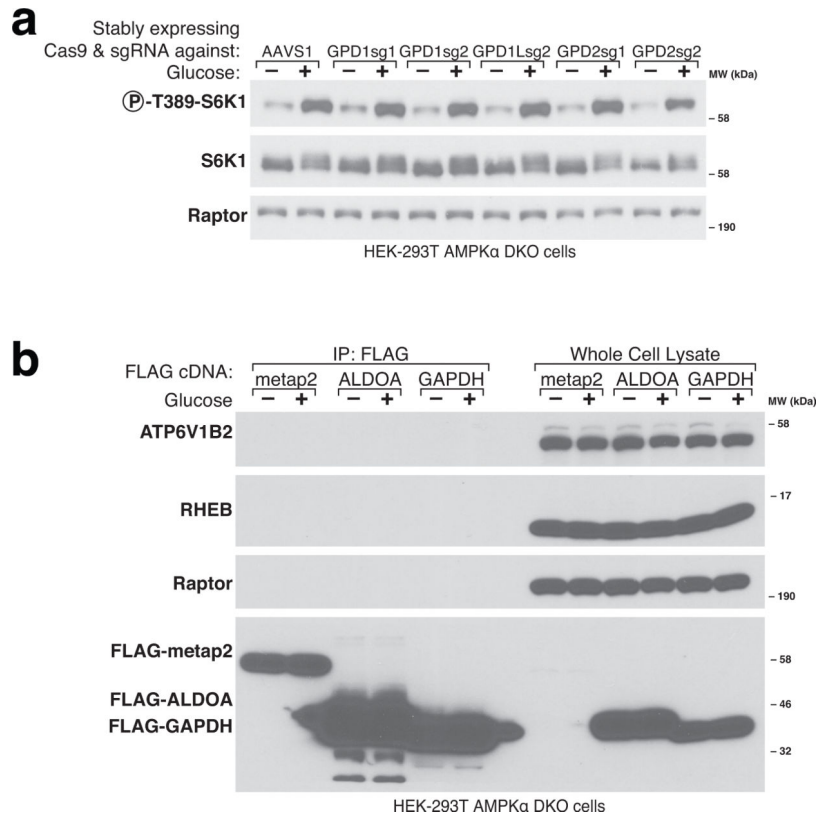 a
Stably expressing
Cas9 & sgRNA against: AAVS1 GPD1sg1 GPD1sg2 GPD1Lsg2 GPD2sg1 GPD2sg2
Glucose: – + – + – + – + – + – + MW (kDa)
Ⓟ-T389-S6K1
– 58
S6K1
– 58
Raptor
– 190
HEK-293T AMPKα DKO cells
b
IP: FLAG Whole Cell Lysate
FLAG cDNA: metap2 ALDOA GAPDH metap2 ALDOA GAPDH
Glucose – + – + – + – + – + – + MW (kDa)
ATP6V1B2
– 58
RHEB
– 17
Raptor
– 190
FLAG-metap2
– 58
FLAG-ALDOA
– 46
FLAG-GAPDH
– 32
HEK-293T AMPKα DKO cells